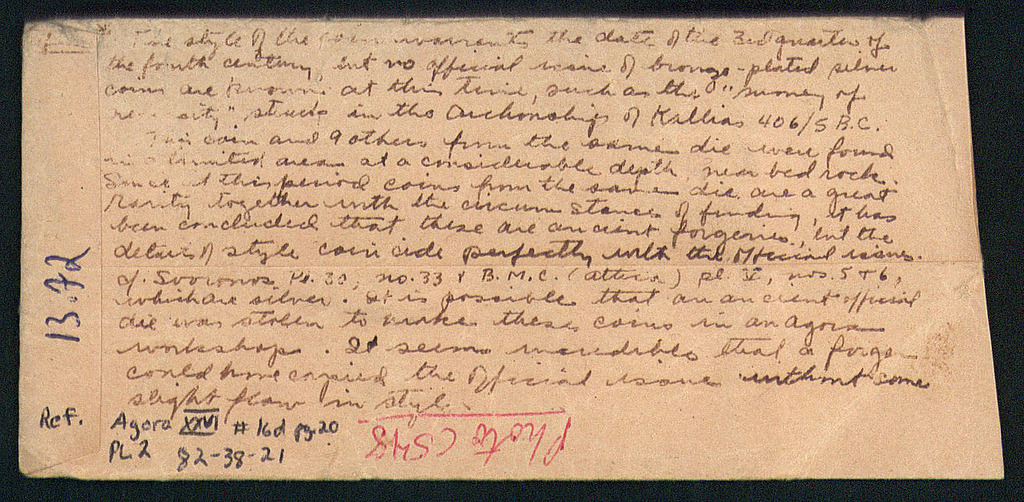 The style of the coin warrants the date of the 3rd quarter of
the fourth century, but no official issue of bronze-plated silver
coins are known at this time, such as the "money of
struck in the Archonship of Kallias 406/5 B.C.
This coin and 9 others from the same die were found
in a limited area at a considerable depth, near bed rock.
Since at this period coins from the same die are a great
rarity together with the circumstances of finding, it has
been concluded that these are ancient forgeries, but the
details of style coincide perfectly with the official issues.
cf. Svoronos, Pl. 30, no. 33 & B.M.C. (Attica) pl. V, nos. 5 & 6,
which are silver. It is possible that an ancient official
die was stolen to make these coins in an Agora
workshop. It seems incredible that a forger
could have carried the official issue without some
slight flaw in style.
Ref. Agora XXVI #16d pg. 20
PL 2 82-38-21
Photo C548
13.72